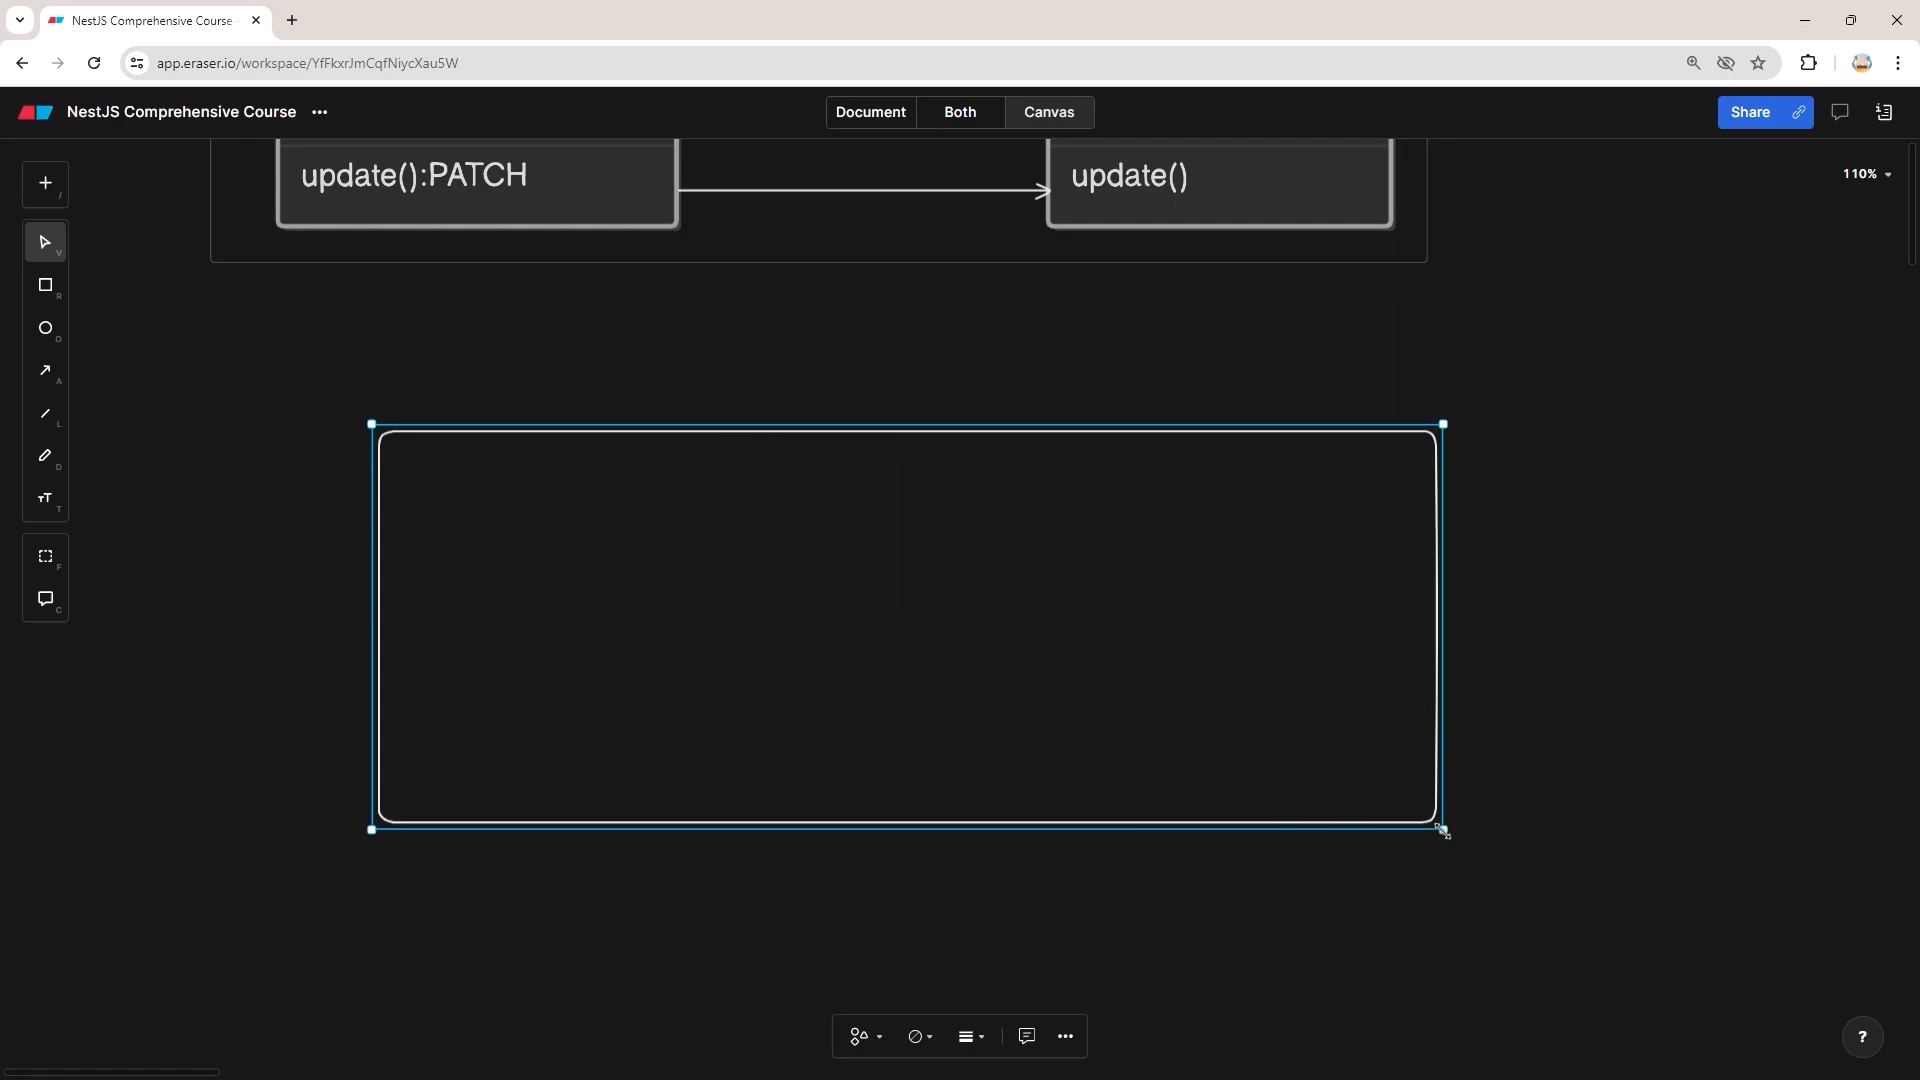 NestJS Comprehensive Course
app.eraser.io/workspace/YfFkxrJmCqfNiycXau5W
NestJS Comprehensive Course
Document
Both
Canvas
Share
update():PATCH
update()
110%
/
V
R
O
A
L
D
T
F
C
?